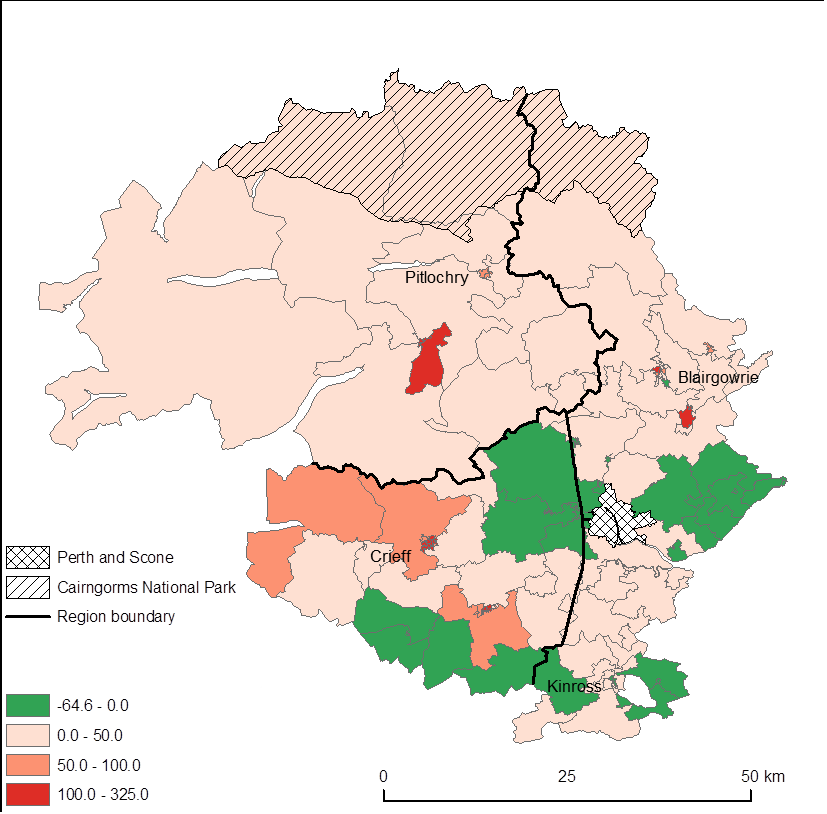 Pitlochry
Blairgowrie
Crieff
Kinross
Perth and Scone
Cairngorms National Park
Region boundary
-64.6 - 0.0
0.0 - 50.0
50.0 - 100.0
100.0 - 325.0
0 25 50 km